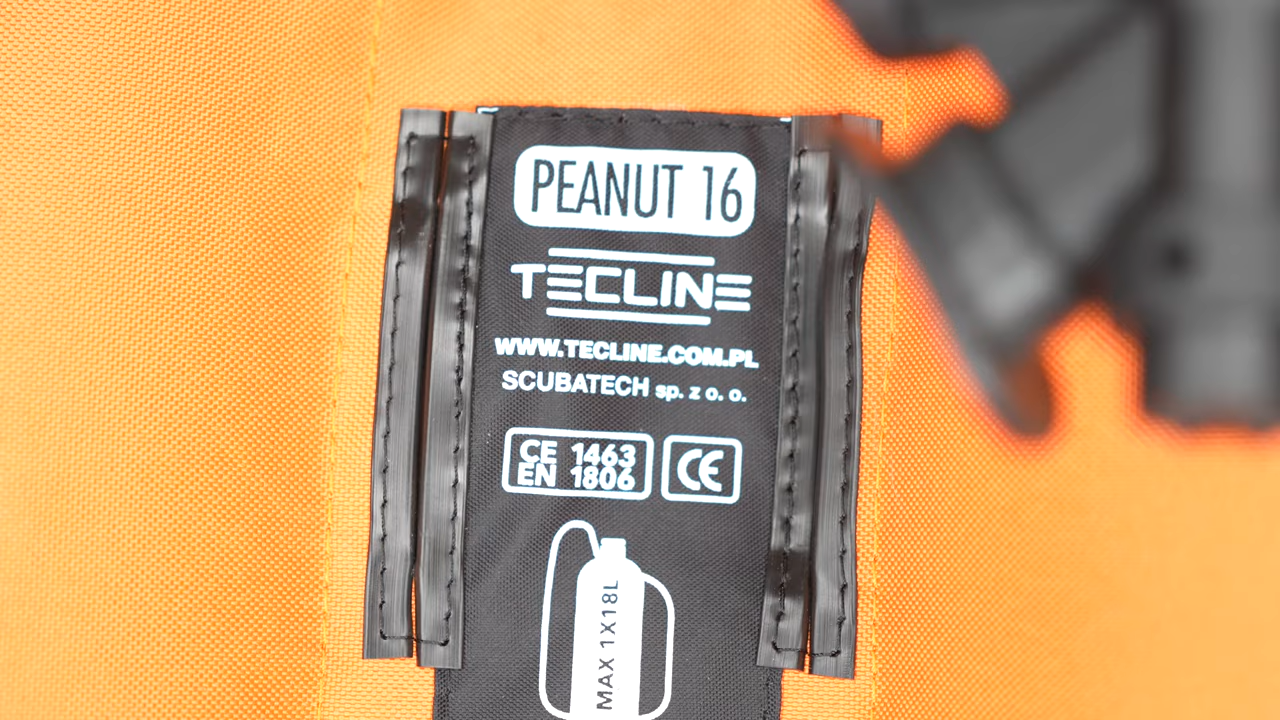 PEANUT 16
TECLINE
WWW.TECLINE.COM.PL
SCUBATECH sp. z o. o.
CE 1463
EN 1806
CE
MAX 1X18L